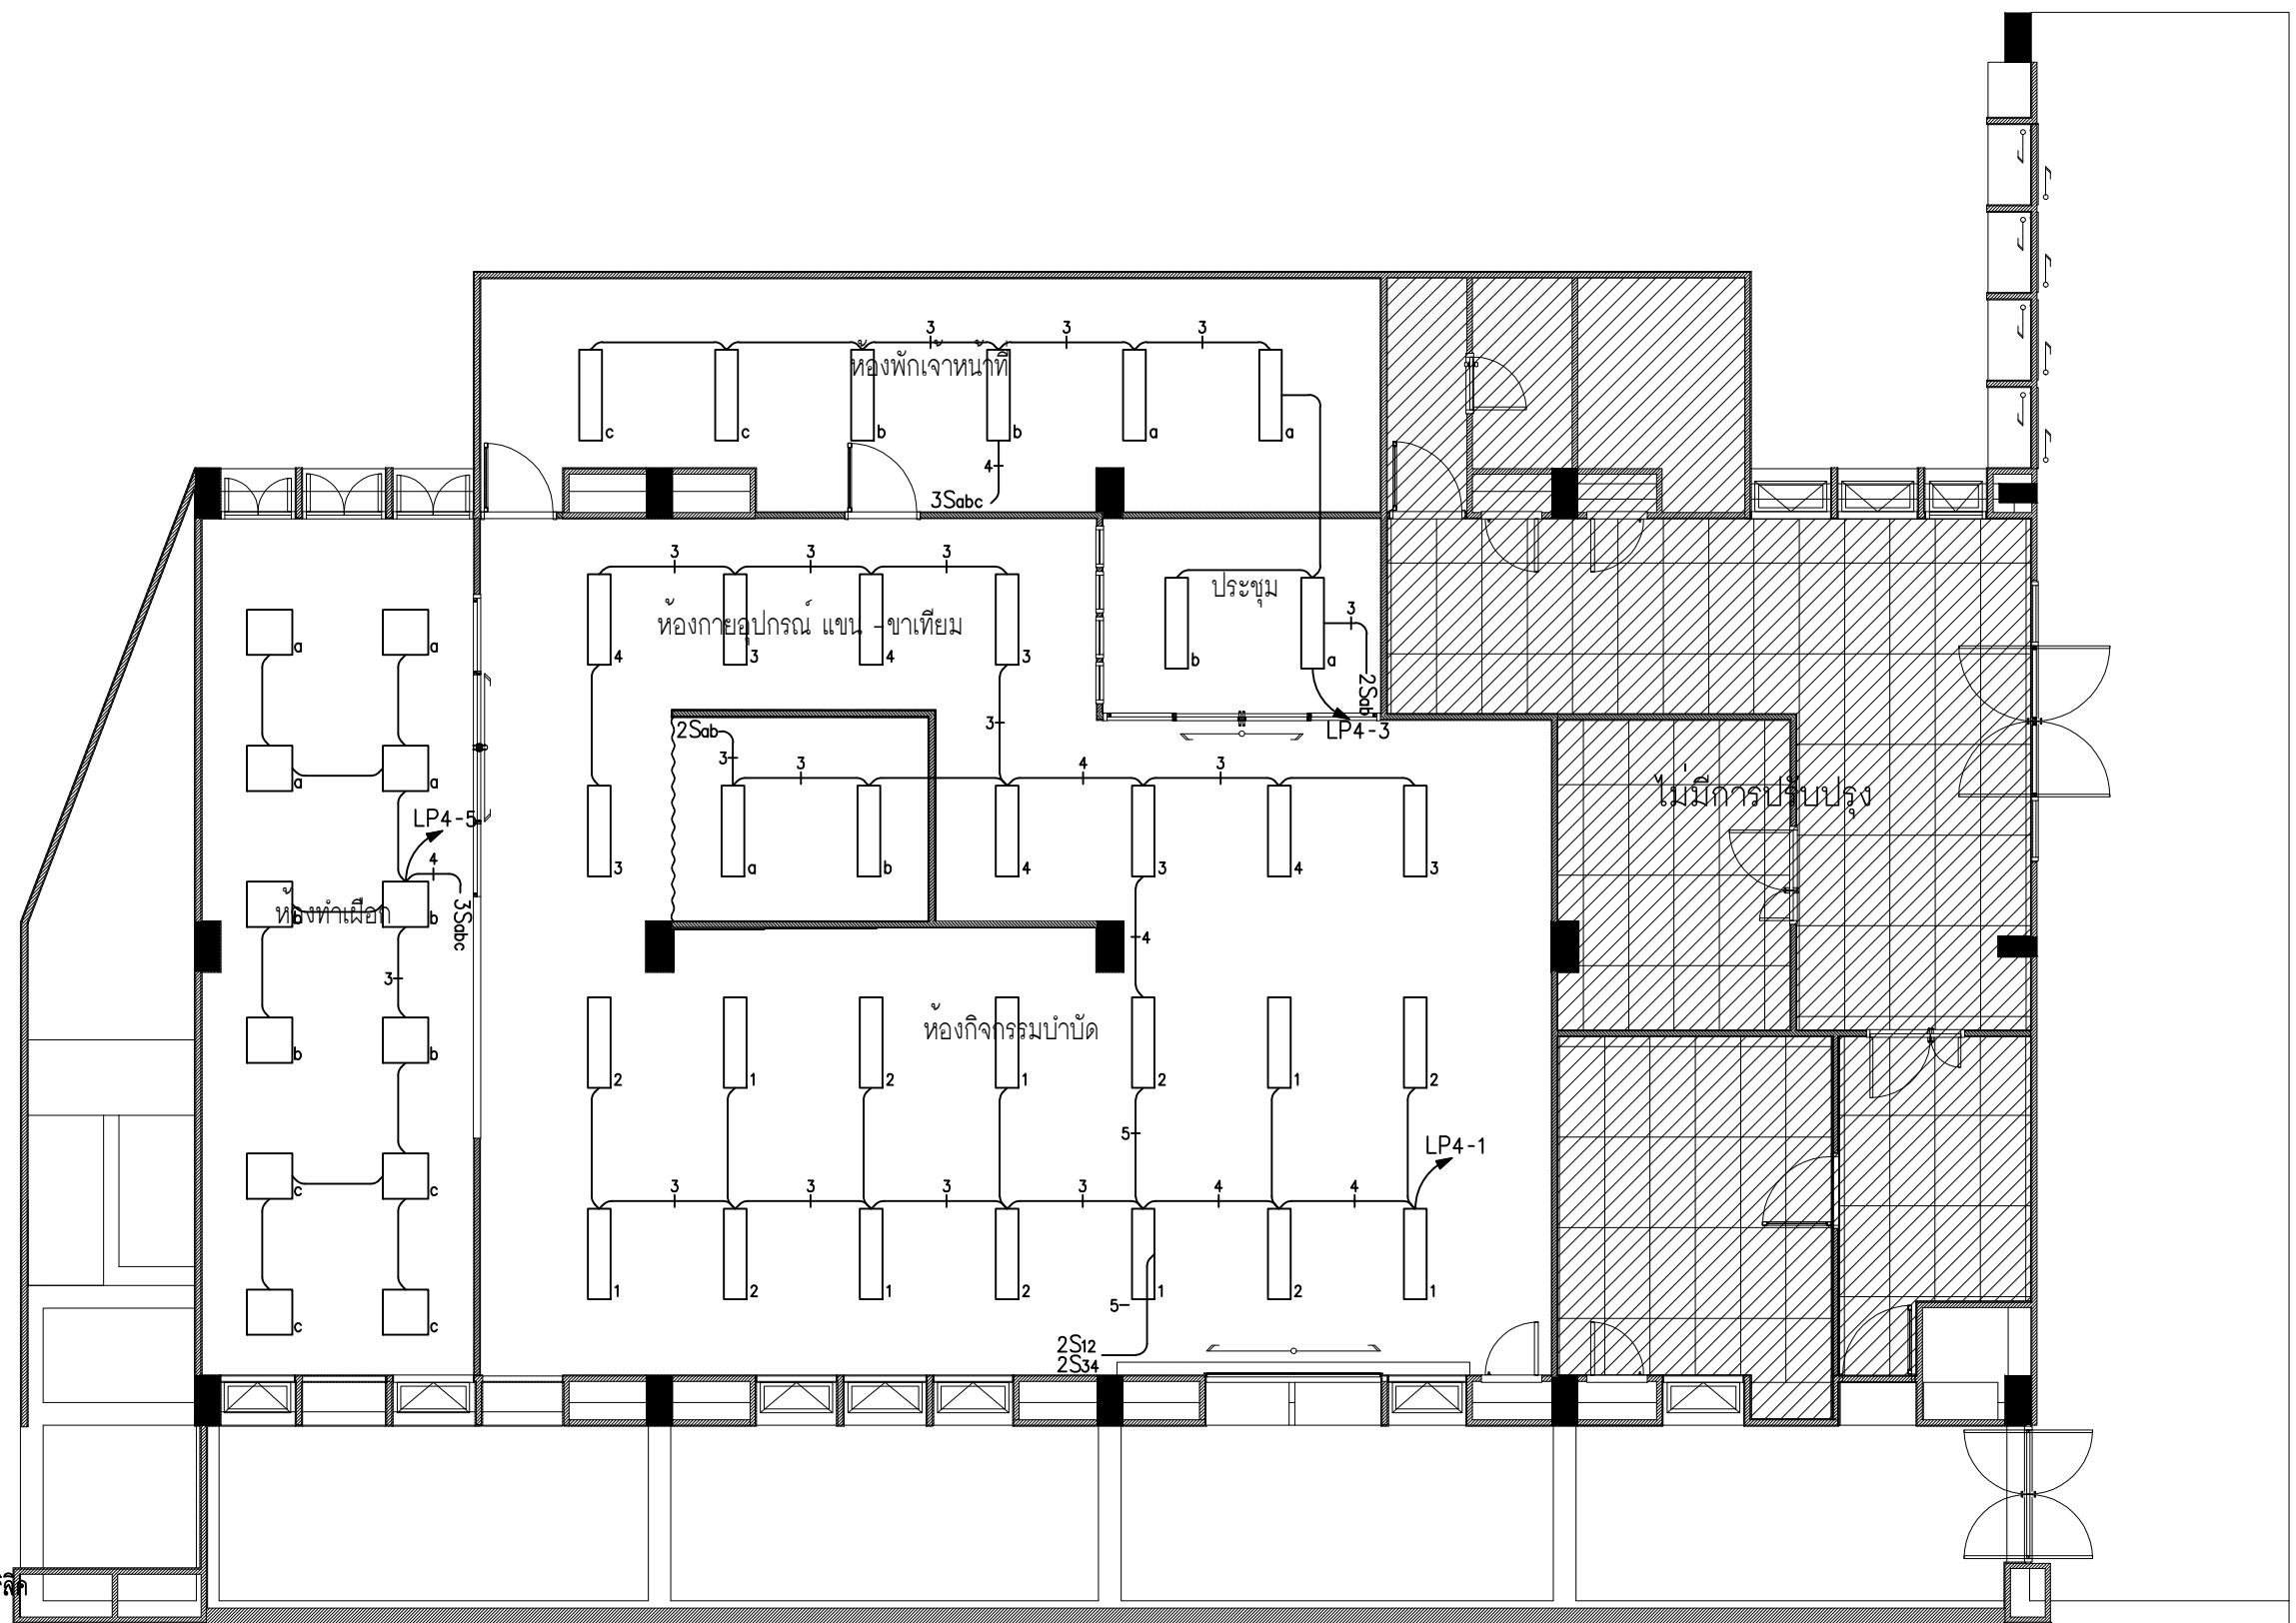 3 3 3
ห้องพักเจ้าหน้าที่
c c b b a a
4
3Sabc
3 3 3
ประชุม
ห้องกายอุปกรณ์ แขน -ขาเทียม
3
a a
4 3 4 3
b a
2Sab
3
2Sab
LP4-3
3
3 4 3
a a
ไม่มีการปรับปรุง
LP4-5
4
3 a b 4 3 4 3
ห้องทำเฝือก
b b
3Sabc
4
3
ห้องกิจกรรมบำบัด
b b
2 1 2 1 2 1 2
5
LP4-1
c c
3 3 3 3 4 4
1 2 1 2 1 2 1
5
c c
2S12
2S34